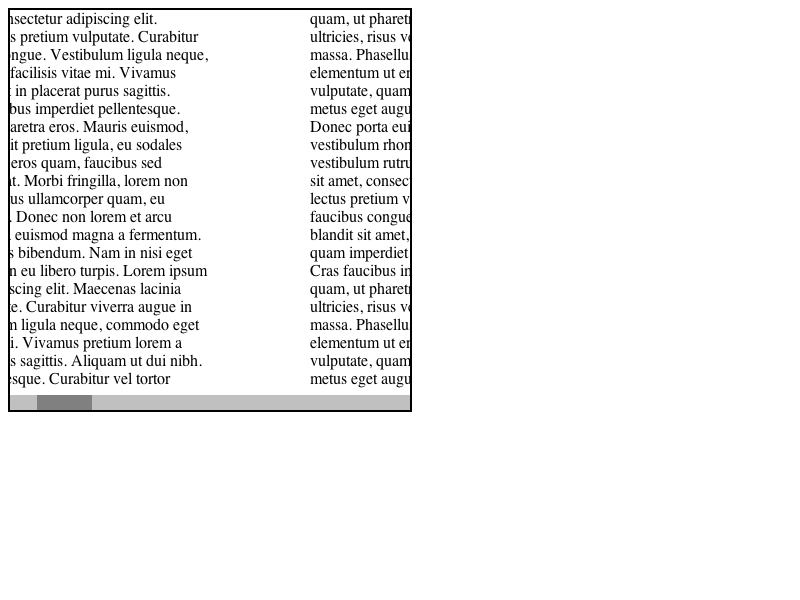 nsectetur adipiscing elit.
s pretium vulputate. Curabitur
ongue. Vestibulum ligula neque,
facilisis vitae mi. Vivamus
in placerat purus sagittis.
bus imperdiet pellentesque.
aretra eros. Mauris euismod,
it pretium ligula, eu sodales
eros quam, faucibus sed
t. Morbi fringilla, lorem non
us ullamcorper quam, eu
. Donec non lorem et arcu
euismod magna a fermentum.
s bibendum. Nam in nisi eget
n eu libero turpis. Lorem ipsum
scing elit. Maecenas lacinia
e. Curabitur viverra augue in
m ligula neque, commodo eget
i. Vivamus pretium lorem a
s sagittis. Aliquam ut dui nibh.
esque. Curabitur vel tortor
quam, ut pharet
ultricies, risus v
massa. Phasellu
elementum ut e
vulputate, quam
metus eget augu
Donec porta eui
vestibulum rhon
vestibulum rutru
sit amet, consec
lectus pretium v
faucibus congue
blandit sit amet,
quam imperdiet
Cras faucibus in
quam, ut pharet
ultricies, risus v
massa. Phasellu
elementum ut e
vulputate, quam
metus eget augu